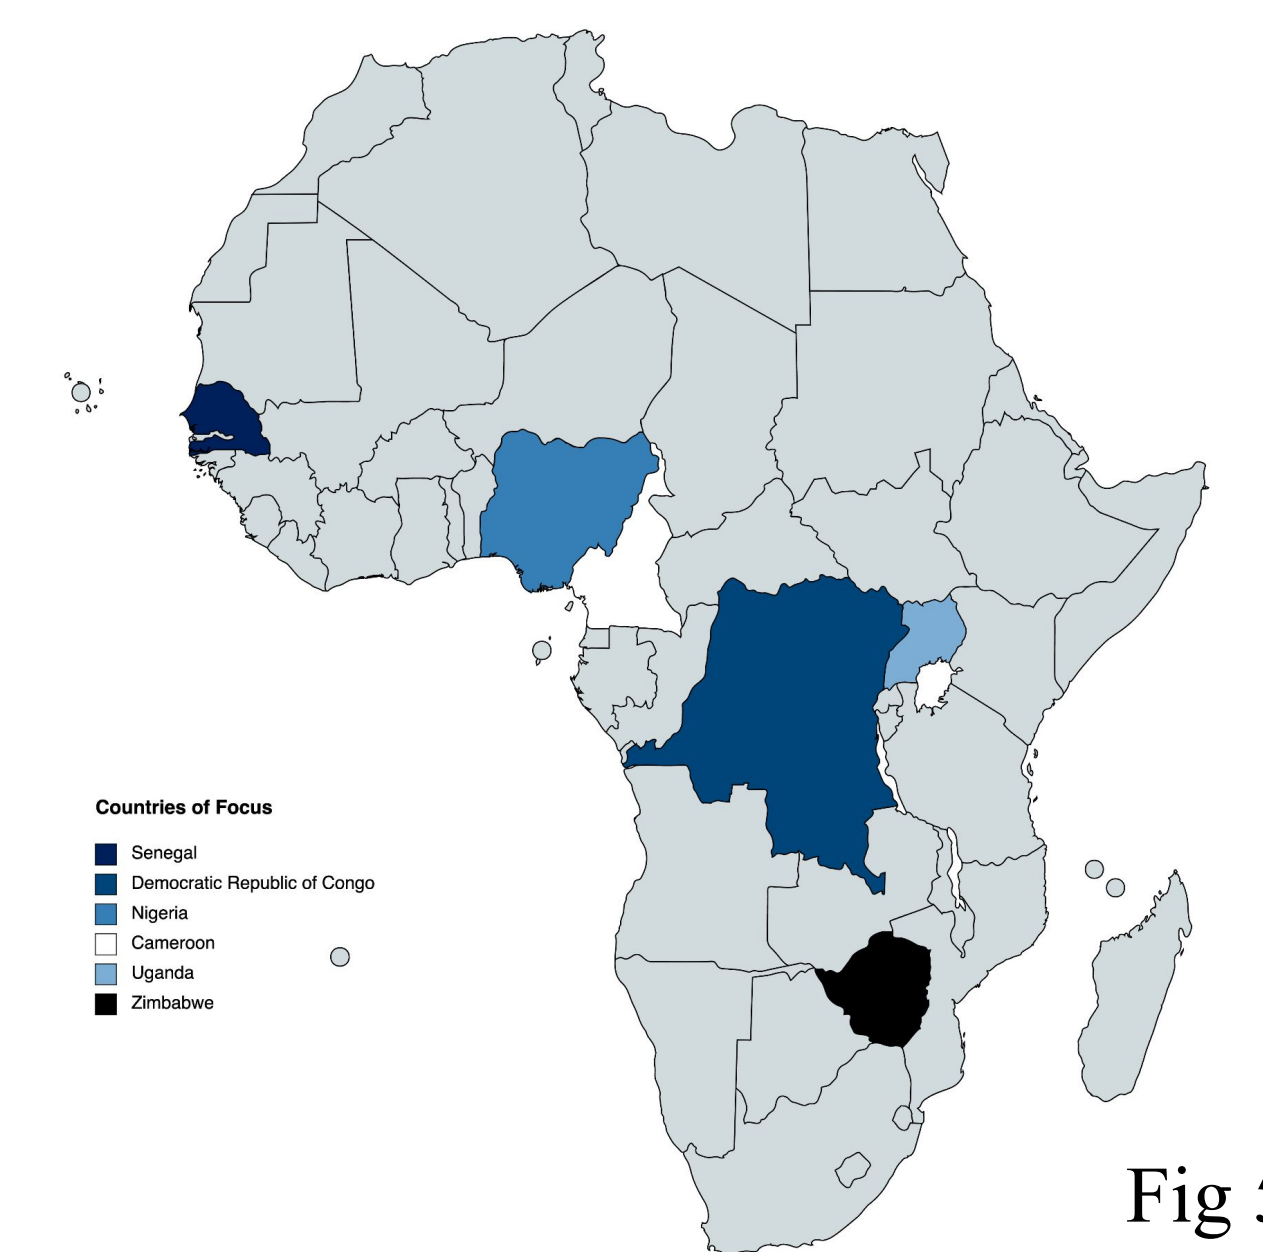 Countries of Focus
Senegal
Democratic Republic of Congo
Nigeria
Cameroon
Uganda
Zimbabwe
Fig